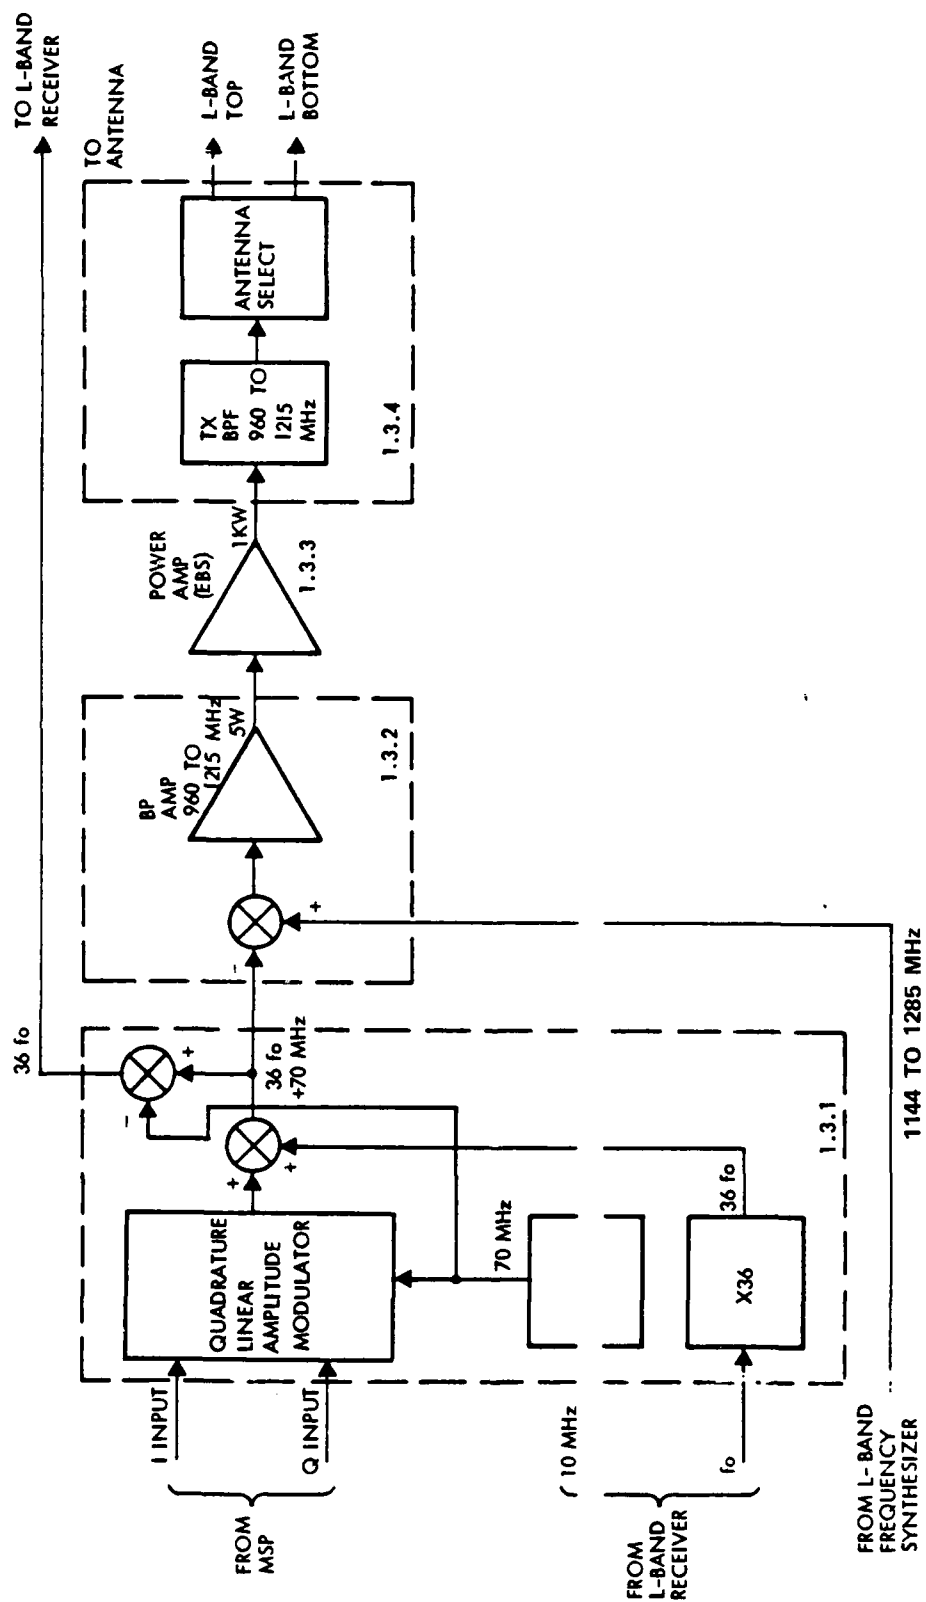 TO L-BAND
RECEIVER
36 fo
TO
ANTENNA
L-BAND
TOP
L-BAND
BOTTOM
I INPUT
Q INPUT
FROM
MSP
QUADRATURE
LINEAR
AMPLITUDE
MODULATOR
+
+
36 fo
+70 MHz
+
-
70 MHz
10 MHz
X36
36 fo
fo
FROM
L-BAND
RECEIVER
1.3.1
-
+
BP
AMP
960 TO
1215 MHz
5W
1.3.2
POWER
AMP
(EBS)
1KW
1.3.3
TX
BPF
960 TO
1215
MHz
ANTENNA
SELECT
1.3.4
FROM L-BAND
FREQUENCY
SYNTHESIZER
1144 TO 1285 MHz